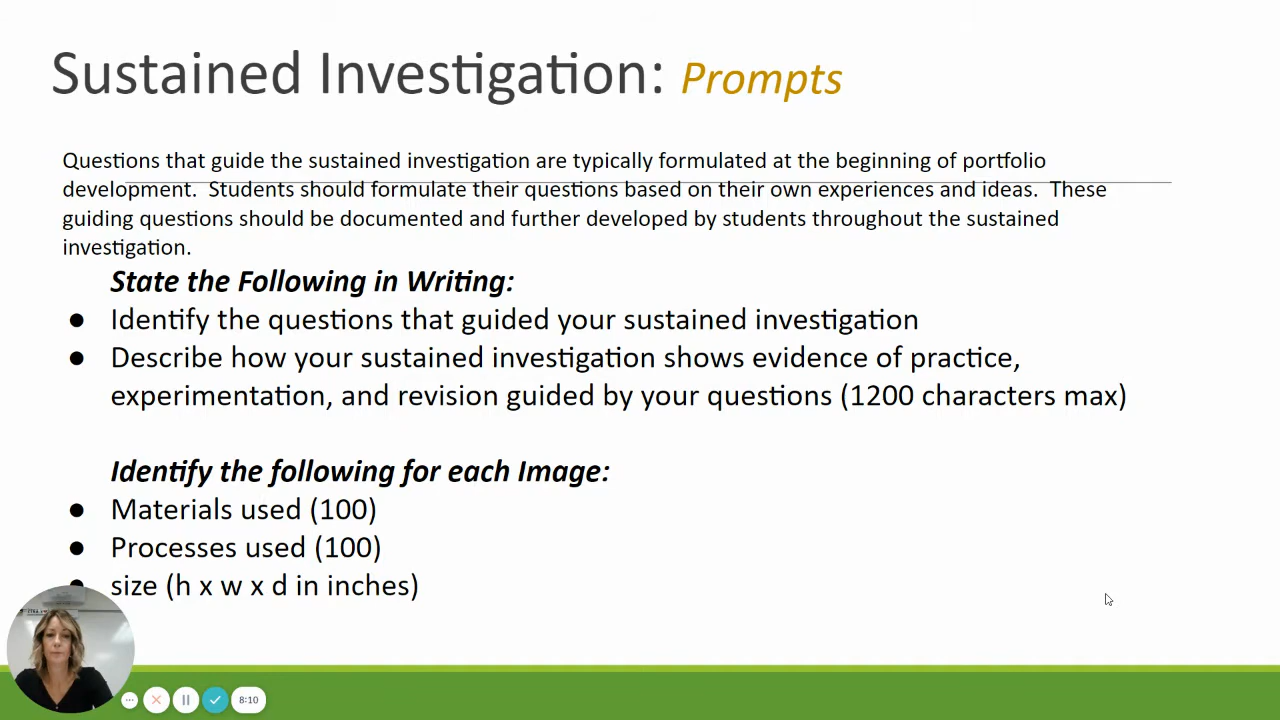 Sustained Investigation: Prompts
Questions that guide the sustained investigation are typically formulated at the beginning of portfolio
development.  Students should formulate their questions based on their own experiences and ideas.  These
guiding questions should be documented and further developed by students throughout the sustained
investigation.
State the Following in Writing:
● Identify the questions that guided your sustained investigation
● Describe how your sustained investigation shows evidence of practice,
experimentation, and revision guided by your questions (1200 characters max)
Identify the following for each Image:
● Materials used (100)
● Processes used (100)
● size (h x w x d in inches)
8:10